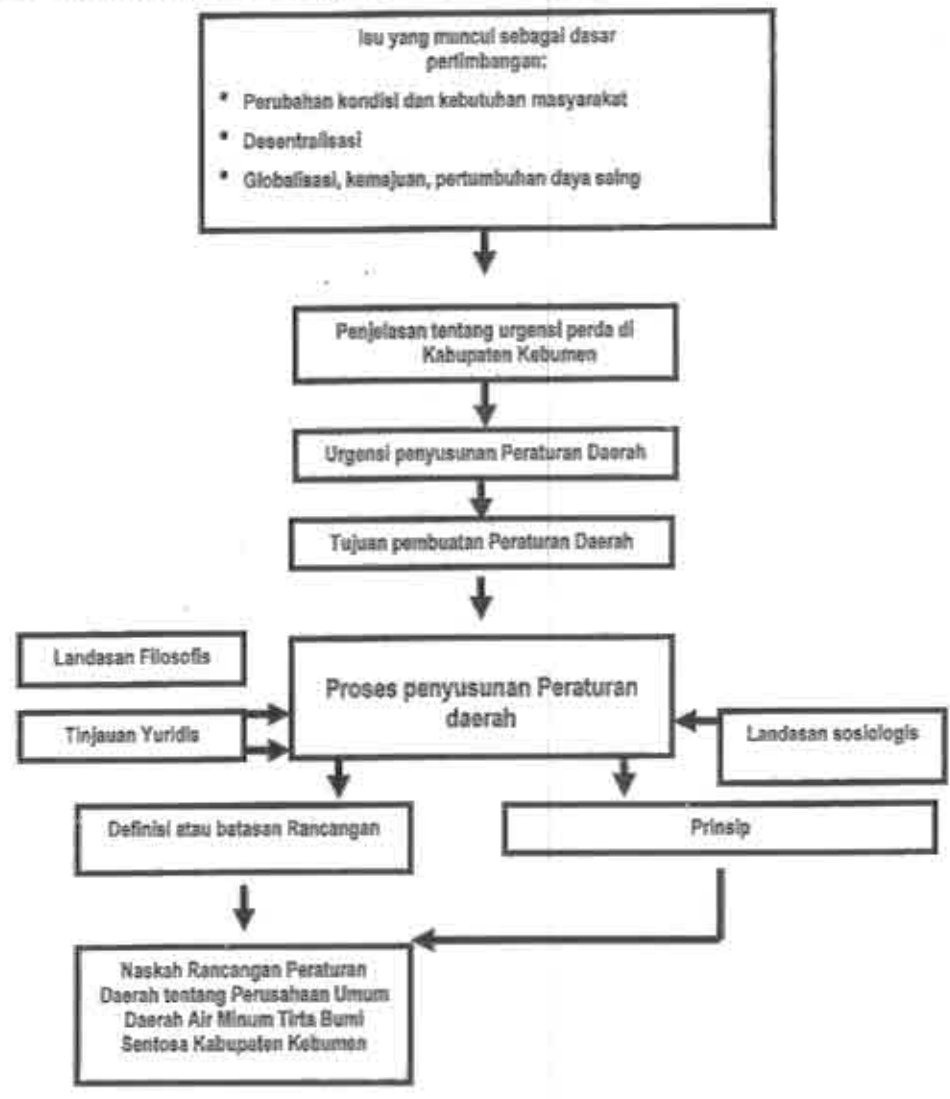 Isu yang muncul sebagai dasar
pertimbangan:
* Perubahan kondisi dan kebutuhan masyarakat
* Desentralisasi
* Globalisasi, kemajuan, pertumbuhan daya saing
Penjelasan tentang urgensi perda di
Kabupaten Kebumen
Urgensi penyusunan Peraturan Daerah
Tujuan pembuatan Peraturan Daerah
Landasan Filosofis
Proses penyusunan Peraturan
daerah
Tinjauan Yuridis
Landasan sosiologis
Definisi atau batasan Rancangan
Prinsip
Naskah Rancangan Peraturan
Daerah tentang Perusahaan Umum
Daerah Air Minum Tirta Bumi
Sentosa Kabupaten Kebumen